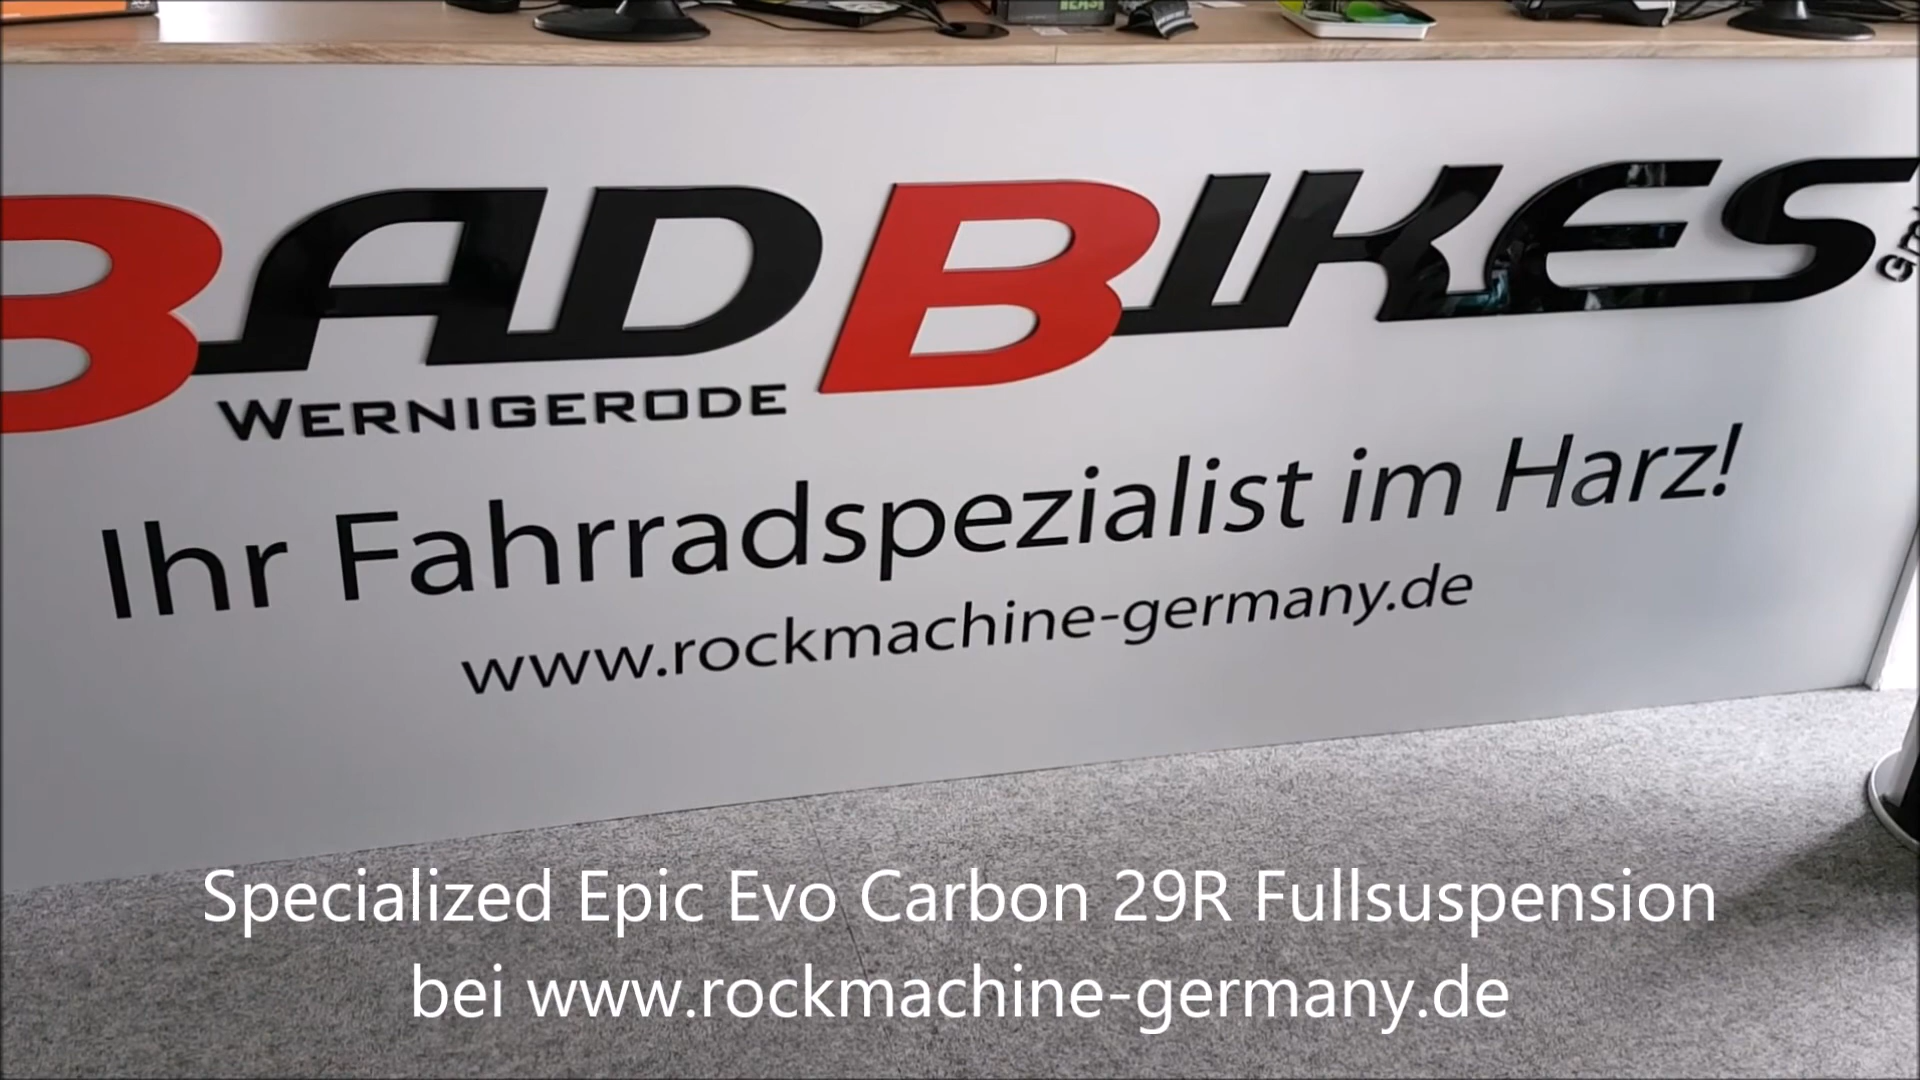 BADBIKES
GmbH
WERNIGERODE
Ihr Fahrradspezialist im Harz!
www.rockmachine-germany.de
Specialized Epic Evo Carbon 29R Fullsuspension
bei www.rockmachine-germany.de